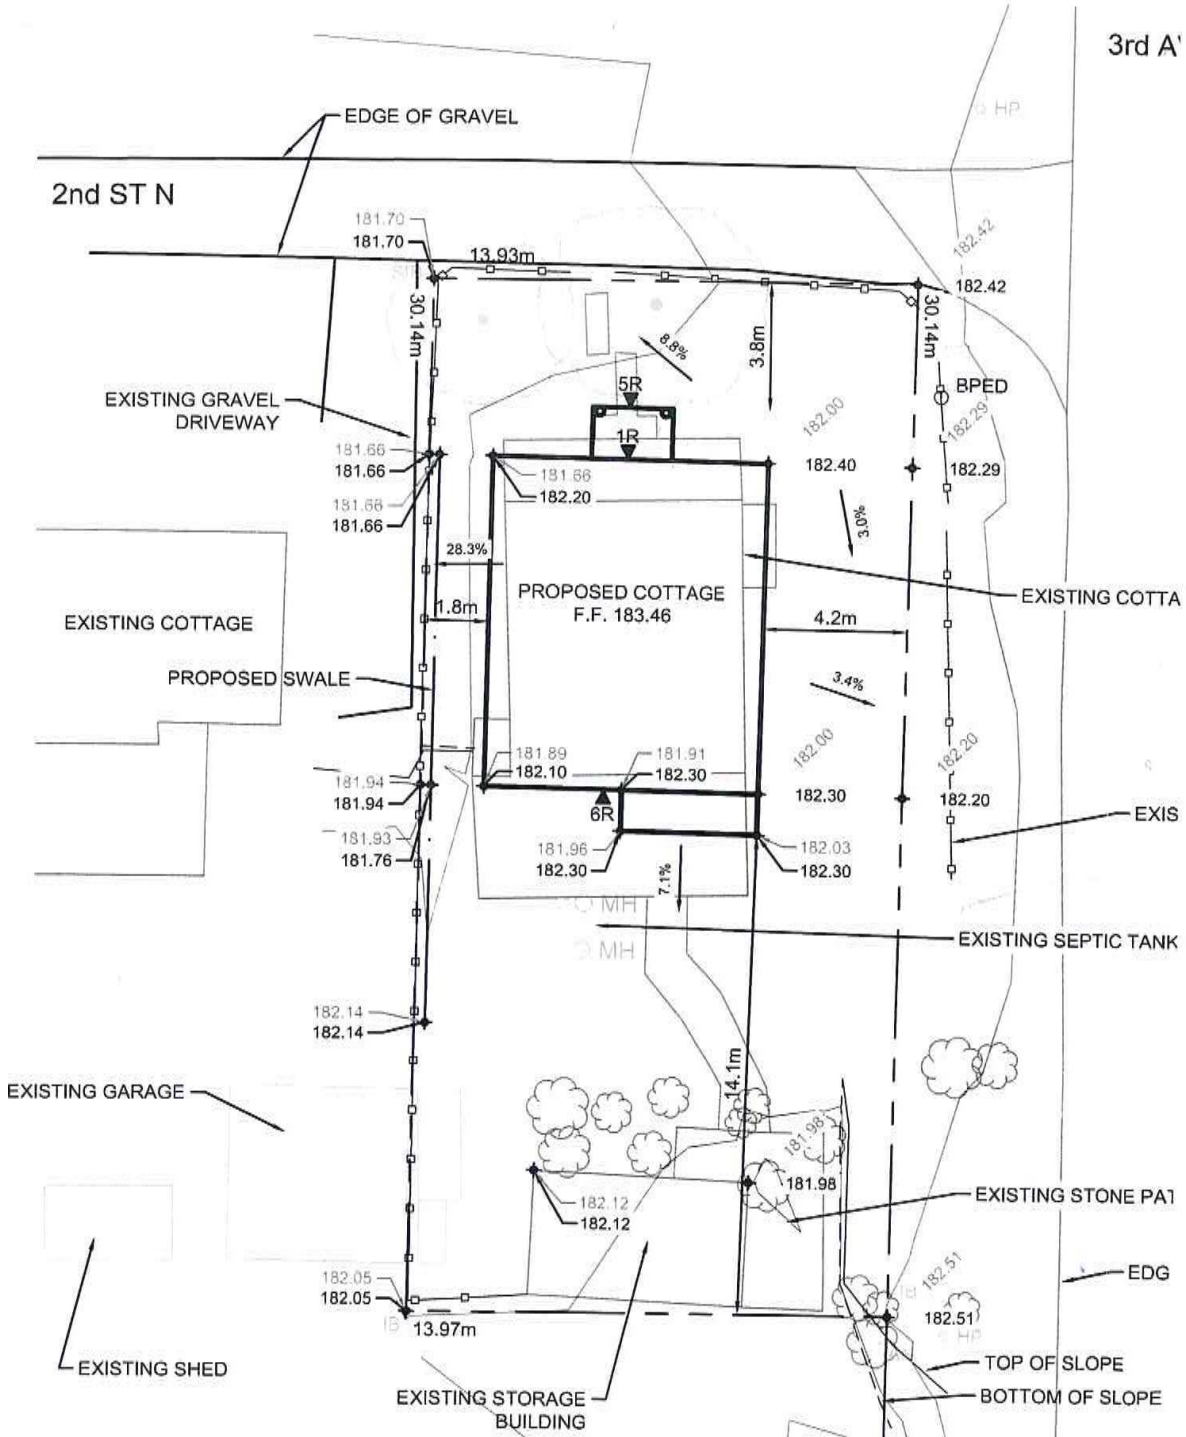 3rd A
HP
EDGE OF GRAVEL
2nd ST N
181.70
181.70
13.93m
182.42
182.42
30.14m
30.14m
3.8m
8.8%
EXISTING GRAVEL
DRIVEWAY
5R
1R
BPED
182.00
182.29
181.66
181.66
181.66
182.20
182.40
182.29
181.66
181.66
3.0%
28.3%
PROPOSED COTTAGE
F.F. 183.46
EXISTING COTTA
1.8m
4.2m
EXISTING COTTAGE
PROPOSED SWALE
3.4%
182.00
182.20
181.89
182.10
181.91
182.30
182.30
182.20
181.94
181.94
6R
EXIS
181.93
181.76
181.96
182.30
182.03
182.30
7.1%
MH
EXISTING SEPTIC TANK
MH
182.14
182.14
14.1m
EXISTING GARAGE
181.98
181.98
182.12
182.12
EXISTING STONE PAT
182.05
182.05
182.51
EDG
IB
IB
13.97m
182.51
HP
EXISTING SHED
TOP OF SLOPE
BOTTOM OF SLOPE
EXISTING STORAGE
BUILDING